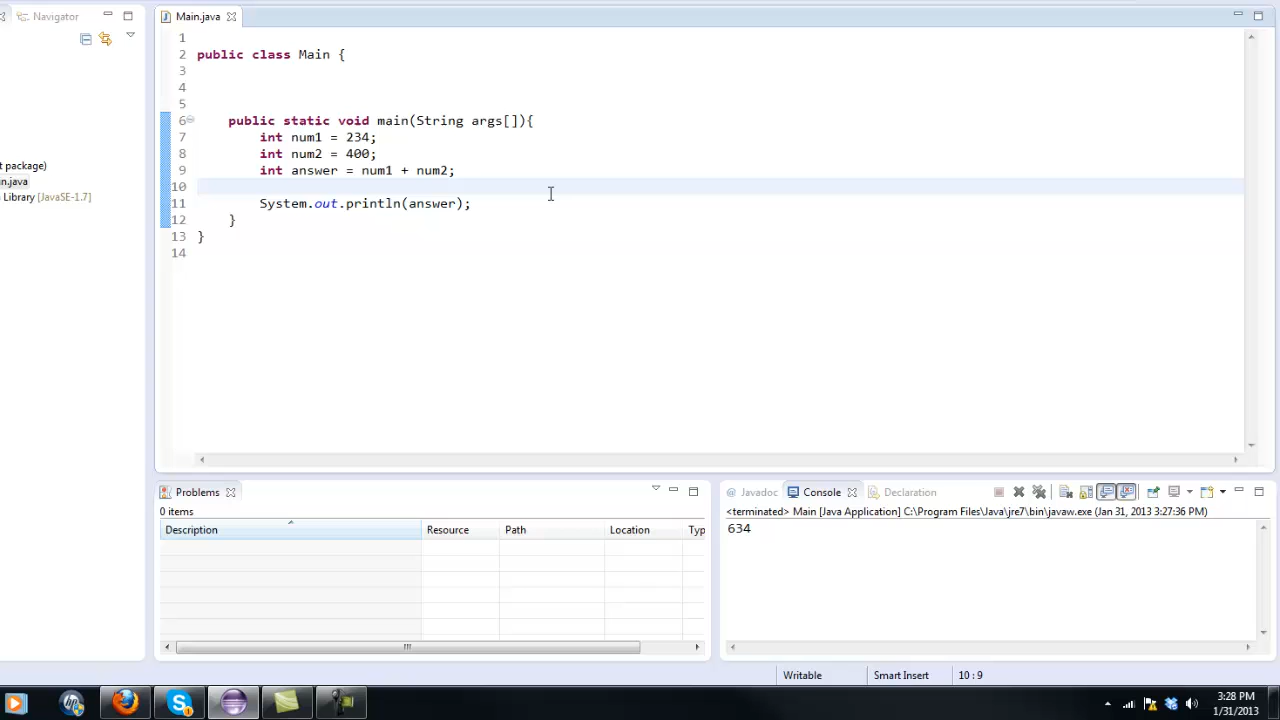 Navigator
Main.java
1
2 public class Main {
3
4
5
6 public static void main(String args[]){
7 int num1 = 234;
8 int num2 = 400;
9 int answer = num1 + num2;
10
11 System.out.println(answer);
12 }
13 }
14
t package)
n.java
Library [JavaSE-1.7]
Problems
0 items
Description Resource Path Location Typ
@ Javadoc Console Declaration
<terminated> Main [Java Application] C:\Program Files\Java\jre7\bin\javaw.exe (Jan 31, 2013 3:27:36 PM)
634
Writable Smart Insert 10 : 9
3:28 PM
1/31/2013